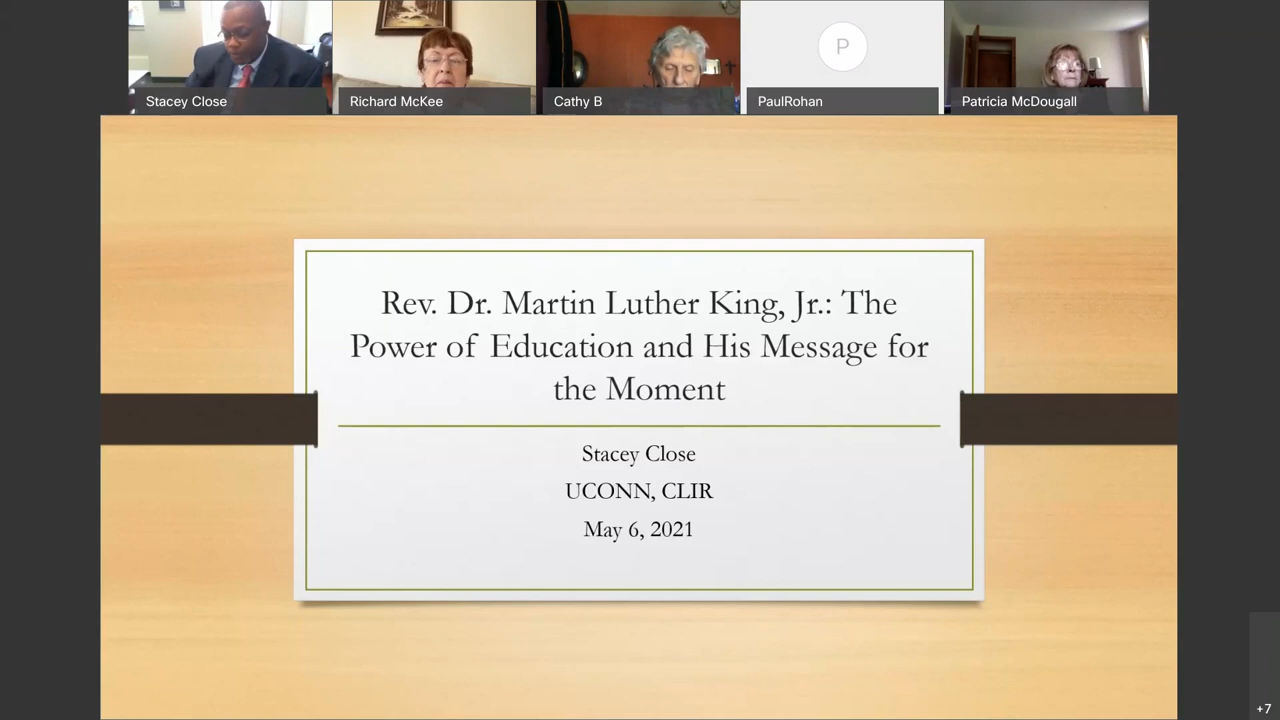 Stacey Close
Richard McKee
Cathy B
P
PaulRohan
Patricia McDougall
Rev. Dr. Martin Luther King, Jr.: The
Power of Education and His Message for
the Moment
Stacey Close
UCONN, CLIR
May 6, 2021
+7